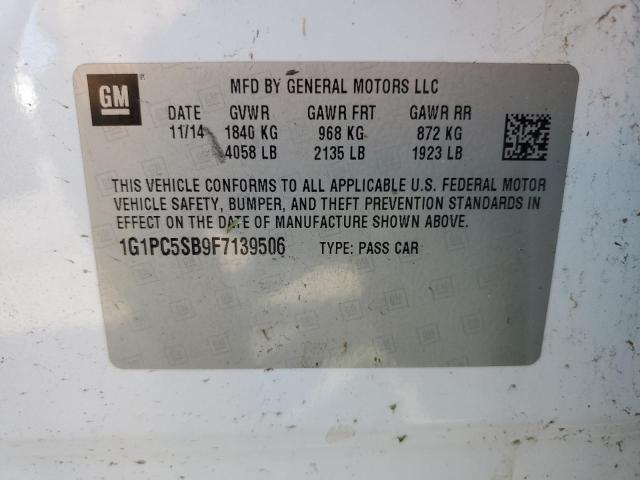 GM
MFD BY GENERAL MOTORS LLC
DATE GVWR GAWR FRT GAWR RR
11/14 1840 KG 968 KG 872 KG
4058 LB 2135 LB 1923 LB
THIS VEHICLE CONFORMS TO ALL APPLICABLE U.S. FEDERAL MOTOR
VEHICLE SAFETY, BUMPER, AND THEFT PREVENTION STANDARDS IN
EFFECT ON THE DATE OF MANUFACTURE SHOWN ABOVE.
1G1PC5SB9F7139506 TYPE: PASS CAR